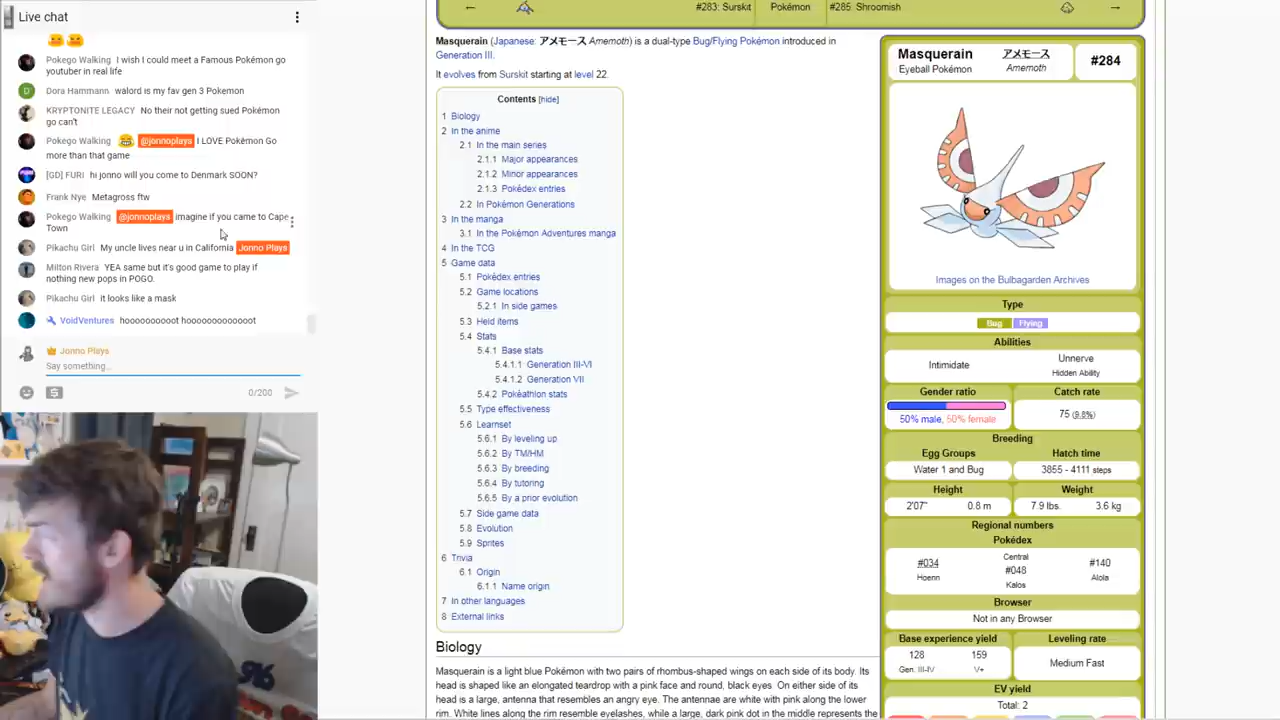 Live chat
Pokego Walking I wish I could meet a Famous Pokémon go
youtuber in real life
D
Dora Hammann walord is my fav gen 3 Pokemon
KRYPTONITE LEGACY No their not getting sued Pokémon
go can't
Pokego Walking @jonnoplays I LOVE Pokémon Go
more than that game
[GD] FURI hi jonno will you come to Denmark SOON?
Frank Nye Metagross ftw
Pokego Walking @jonnoplays imagine if you came to Cape
Town
Pikachu Girl My uncle lives near u in California Jonno Plays
Milton Rivera YEA same but it's good game to play if
nothing new pops in POGO.
Pikachu Girl it looks like a mask
VoidVentures hooooooooot hooooooooooooot
Jonno Plays
Say something...
0/200
← #283: Surskit Pokémon #285: Shroomish →
Masquerain (Japanese: アメモース Amemoth) is a dual-type Bug/Flying Pokémon introduced in
Generation III.
It evolves from Surskit starting at level 22.
Contents [hide]
1 Biology
2 In the anime
2.1 In the main series
2.1.1 Major appearances
2.1.2 Minor appearances
2.1.3 Pokédex entries
2.2 In Pokémon Generations
3 In the manga
3.1 In the Pokémon Adventures manga
4 In the TCG
5 Game data
5.1 Pokédex entries
5.2 Game locations
5.2.1 In side games
5.3 Held items
5.4 Stats
5.4.1 Base stats
5.4.1.1 Generation III-VI
5.4.1.2 Generation VII
5.4.2 Pokéathlon stats
5.5 Type effectiveness
5.6 Learnset
5.6.1 By leveling up
5.6.2 By TM/HM
5.6.3 By breeding
5.6.4 By tutoring
5.6.5 By a prior evolution
5.7 Side game data
5.8 Evolution
5.9 Sprites
6 Trivia
6.1 Origin
6.1.1 Name origin
7 In other languages
8 External links
Biology
Masquerain is a light blue Pokémon with two pairs of rhombus-shaped wings on each side of its body. Its
head is shaped like an elongated teardrop with a pink face and round, black eyes. On either side of its
head is a large, antenna that resembles an angry eye. The antennae are white with pink along the lower
rim. White lines along the rim resemble eyelashes, while a large, dark pink dot in the middle represents the
Masquerain アメモース #284
Eyeball Pokémon Amemoth
Images on the Bulbagarden Archives
Type
Bug Flying
Abilities
Intimidate Unnerve
Hidden Ability
Gender ratio Catch rate
50% male, 50% female 75 (9.8%)
Breeding
Egg Groups Hatch time
Water 1 and Bug 3855 - 4111 steps
Height Weight
2'07" 0.8 m 7.9 lbs. 3.6 kg
Regional numbers
Pokédex
#034 Central #140
Hoenn #048 Alola
Kalos
Browser
Not in any Browser
Base experience yield Leveling rate
128 159 Medium Fast
Gen. III-IV V+
EV yield
Total: 2